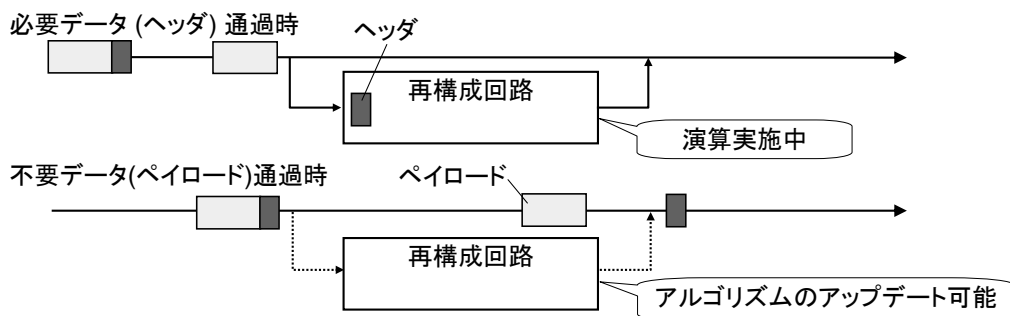 必要データ (ヘッダ) 通過時
ヘッダ
再構成回路
演算実施中
不要データ(ペイロード)通過時
ペイロード
再構成回路
アルゴリズムのアップデート可能